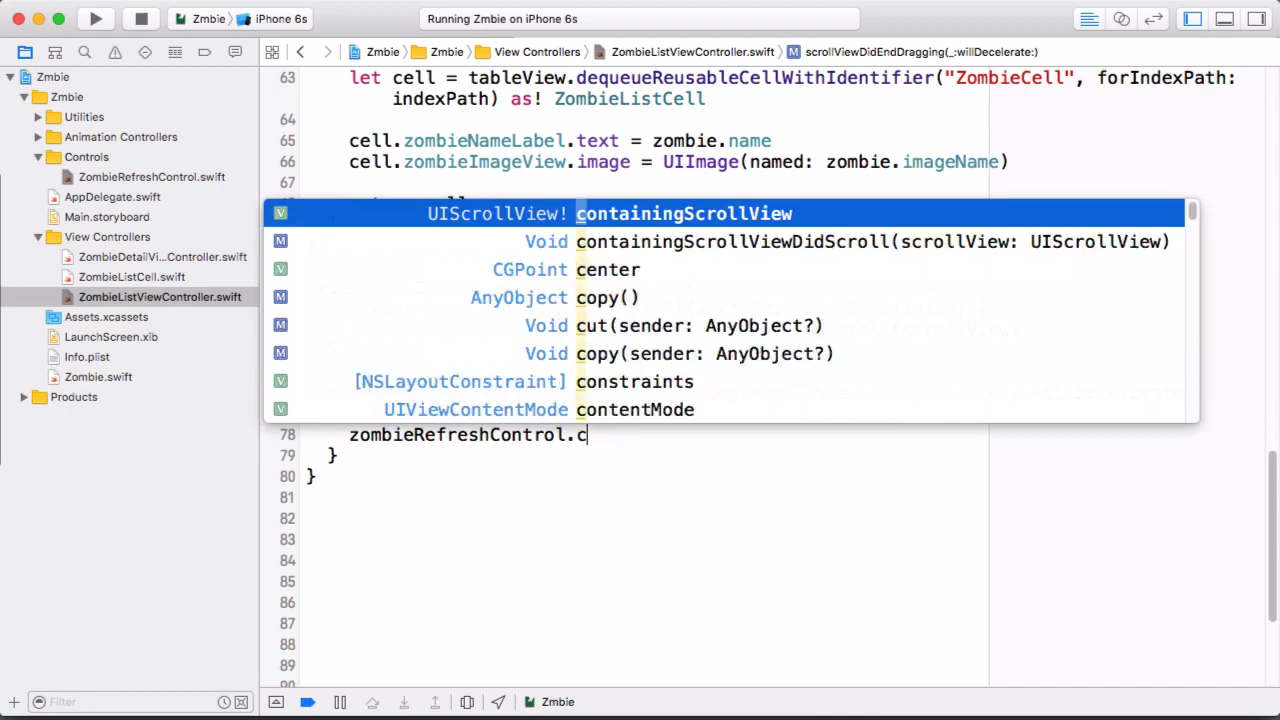 Zmbie
iPhone 6s
Running Zmbie on iPhone 6s
Zmbie
Zmbie
View Controllers
ZombieListViewController.swift
M
scrollViewDidEndDragging(_:willDecelerate:)
Zmbie
Zmbie
Utilities
Animation Controllers
Controls
ZombieRefreshControl.swift
AppDelegate.swift
Main.storyboard
View Controllers
ZombieDetailVi...Controller.swift
ZombieListCell.swift
ZombieListViewController.swift
Assets.xcassets
LaunchScreen.xib
Info.plist
Zombie.swift
Products
Filter
63 let cell = tableView.dequeueReusableCellWithIdentifier("ZombieCell", forIndexPath:
indexPath) as! ZombieListCell
64
65 cell.zombieNameLabel.text = zombie.name
66 cell.zombieImageView.image = UIImage(named: zombie.imageName)
67
V UIScrollView! containingScrollView
M Void containingScrollViewDidScroll(scrollView: UIScrollView)
V CGPoint center
M AnyObject copy()
M Void cut(sender: AnyObject?)
M Void copy(sender: AnyObject?)
V [NSLayoutConstraint] constraints
V UIViewContentMode contentMode
78 zombieRefreshControl.c
79 }
80 }
81
82
83
84
85
86
87
88
89
90
Zmbie